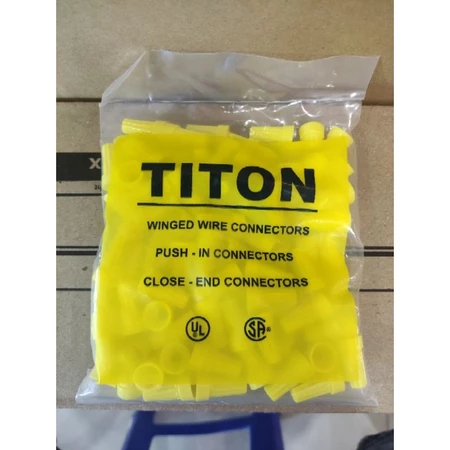 TITON
WINGED WIRE CONNECTORS
PUSH - IN CONNECTORS
CLOSE - END CONNECTORS
UL SA